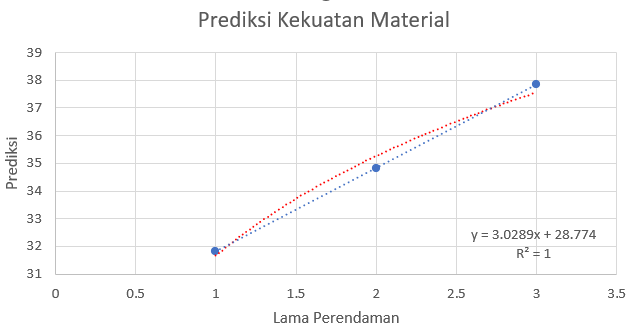 Prediksi Kekuatan Material
39
38
37
36
35
34
33
32
31
0 0.5 1 1.5 2 2.5 3 3.5
Prediksi
Lama Perendaman
y = 3.0289x + 28.774
R² = 1